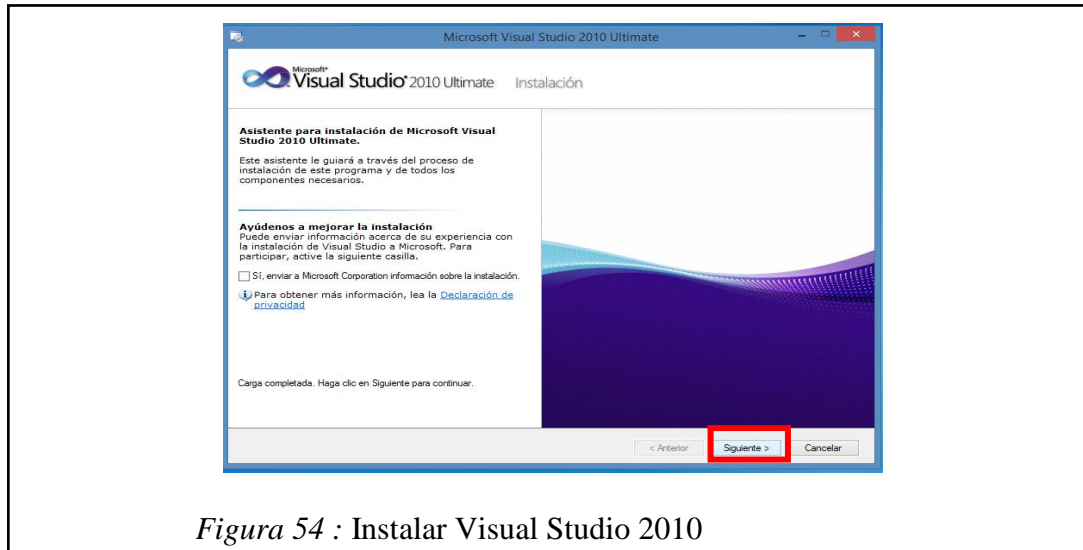 Microsoft Visual Studio 2010 Ultimate
Microsoft®
Visual Studio® 2010 Ultimate Instalación
Asistente para instalación de Microsoft Visual
Studio 2010 Ultimate.
Este asistente le guiará a través del proceso de
instalación de este programa y de todos los
componentes necesarios.
Ayúdenos a mejorar la instalación
Puede enviar información acerca de su experiencia con
la instalación de Visual Studio a Microsoft. Para
participar, active la siguiente casilla.
Sí, enviar a Microsoft Corporation información sobre la instalación.
Para obtener más información, lea la Declaración de
privacidad
Carga completada. Haga clic en Siguiente para continuar.
< Anterior Siguiente > Cancelar
Figura 54 : Instalar Visual Studio 2010